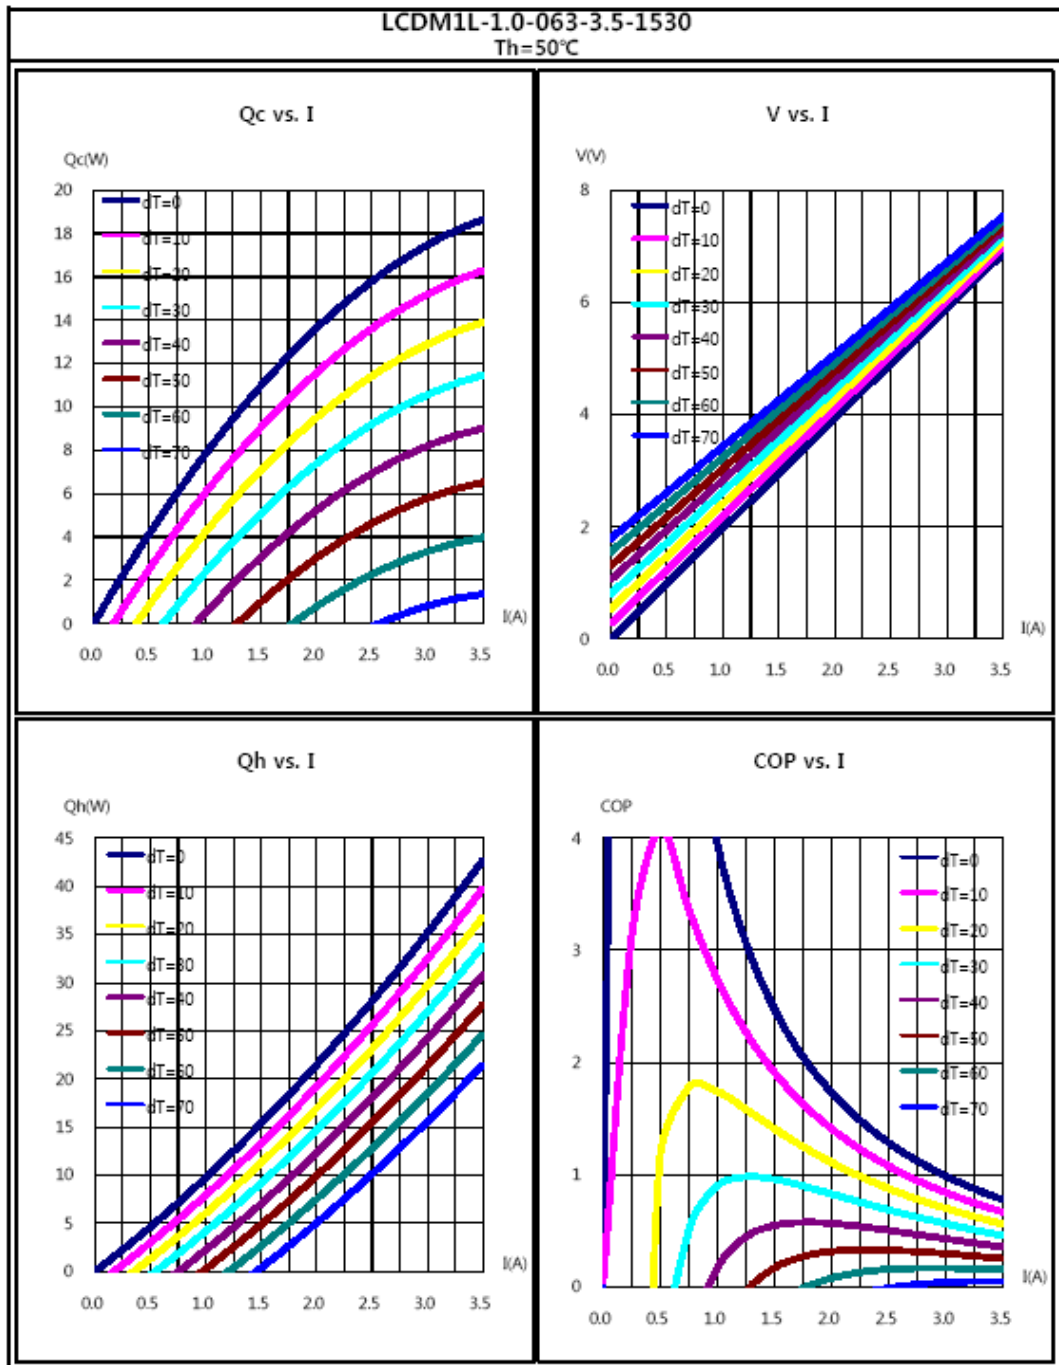 LCDM1L-1.0-063-3.5-1530
Th=50℃
Qc vs. I
Qc(W)
20
18
16
14
12
10
8
6
4
2
0
dT=0
dT=10
dT=20
dT=30
dT=40
dT=50
dT=60
dT=70
I(A)
0.0 0.5 1.0 1.5 2.0 2.5 3.0 3.5
V vs. I
V(V)
8
6
4
2
0
dT=0
dT=10
dT=20
dT=30
dT=40
dT=50
dT=60
dT=70
I(A)
0.0 0.5 1.0 1.5 2.0 2.5 3.0 3.5
Qh vs. I
Qh(W)
45
40
35
30
25
20
15
10
5
0
dT=0
dT=10
dT=20
dT=30
dT=40
dT=50
dT=60
dT=70
I(A)
0.0 0.5 1.0 1.5 2.0 2.5 3.0 3.5
COP vs. I
COP
4
3
2
1
0
dT=0
dT=10
dT=20
dT=30
dT=40
dT=50
dT=60
dT=70
I(A)
0.0 0.5 1.0 1.5 2.0 2.5 3.0 3.5